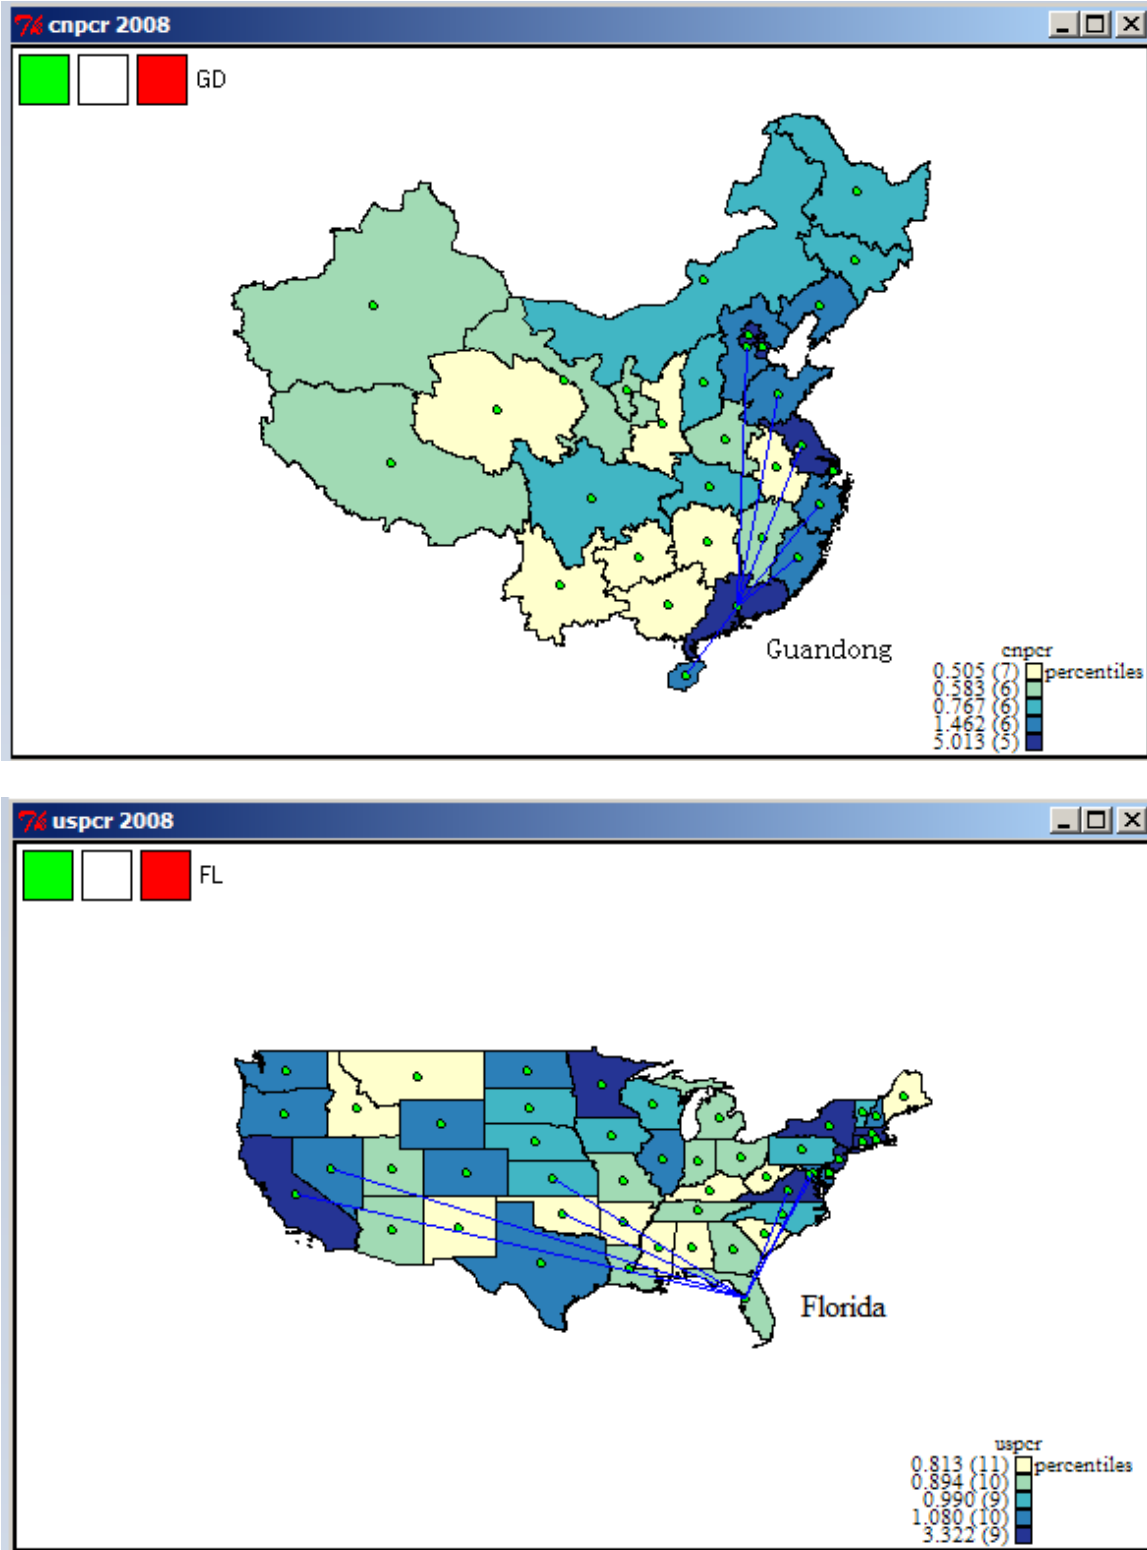 7% cnpcr 2008
GD
Guandong
cnpcr
0.505 (7) percentiles
0.583 (6)
0.767 (6)
1.462 (6)
5.013 (5)
7% uspcr 2008
FL
Florida
uspcr
0.813 (11) percentiles
0.894 (10)
0.990 (9)
1.080 (10)
3.322 (9)